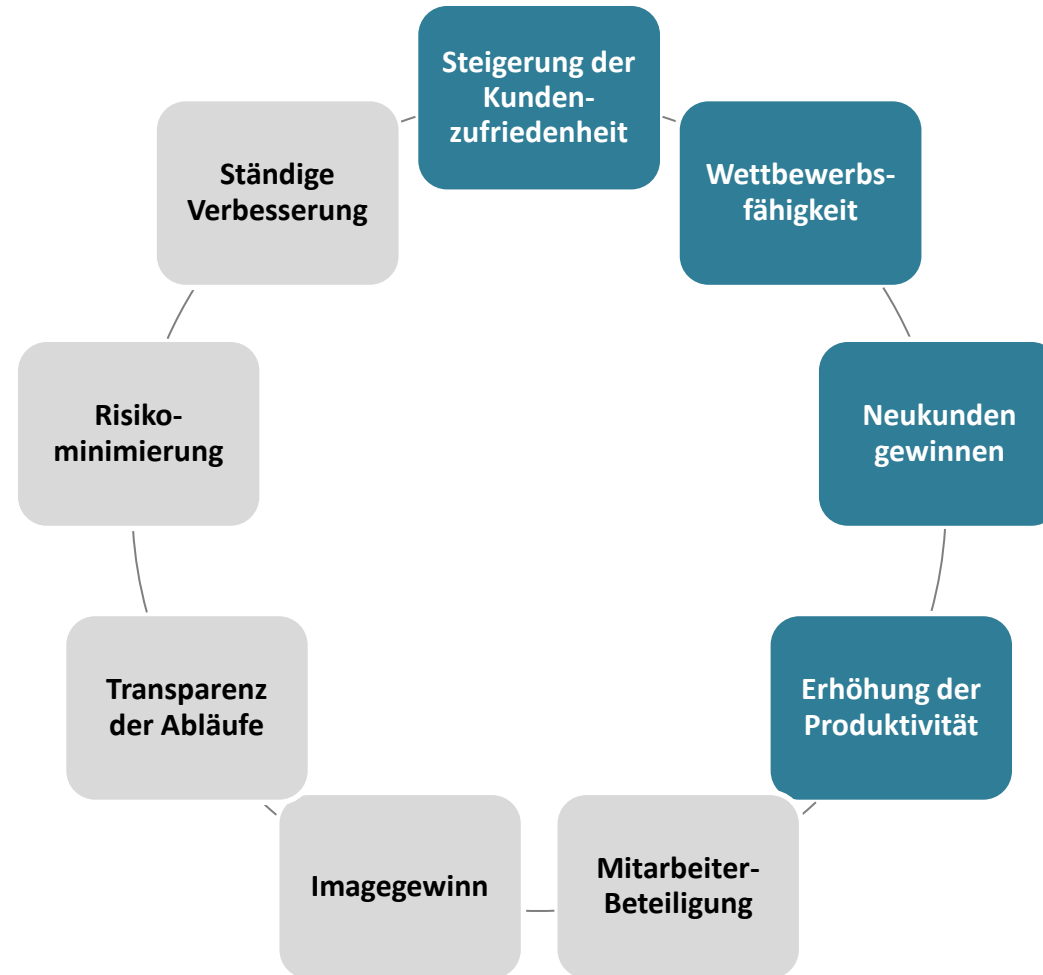 Steigerung der
Kunden-
zufriedenheit
Wettbewerbs-
fähigkeit
Neukunden
gewinnen
Erhöhung der
Produktivität
Mitarbeiter-
Beteiligung
Imagegewinn
Transparenz
der Abläufe
Risiko-
minimierung
Ständige
Verbesserung